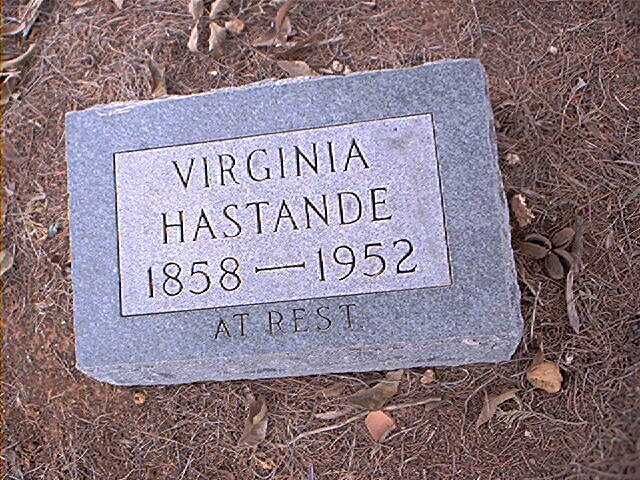 VIRGINIA
HASTANDE
1858—1952
AT REST.